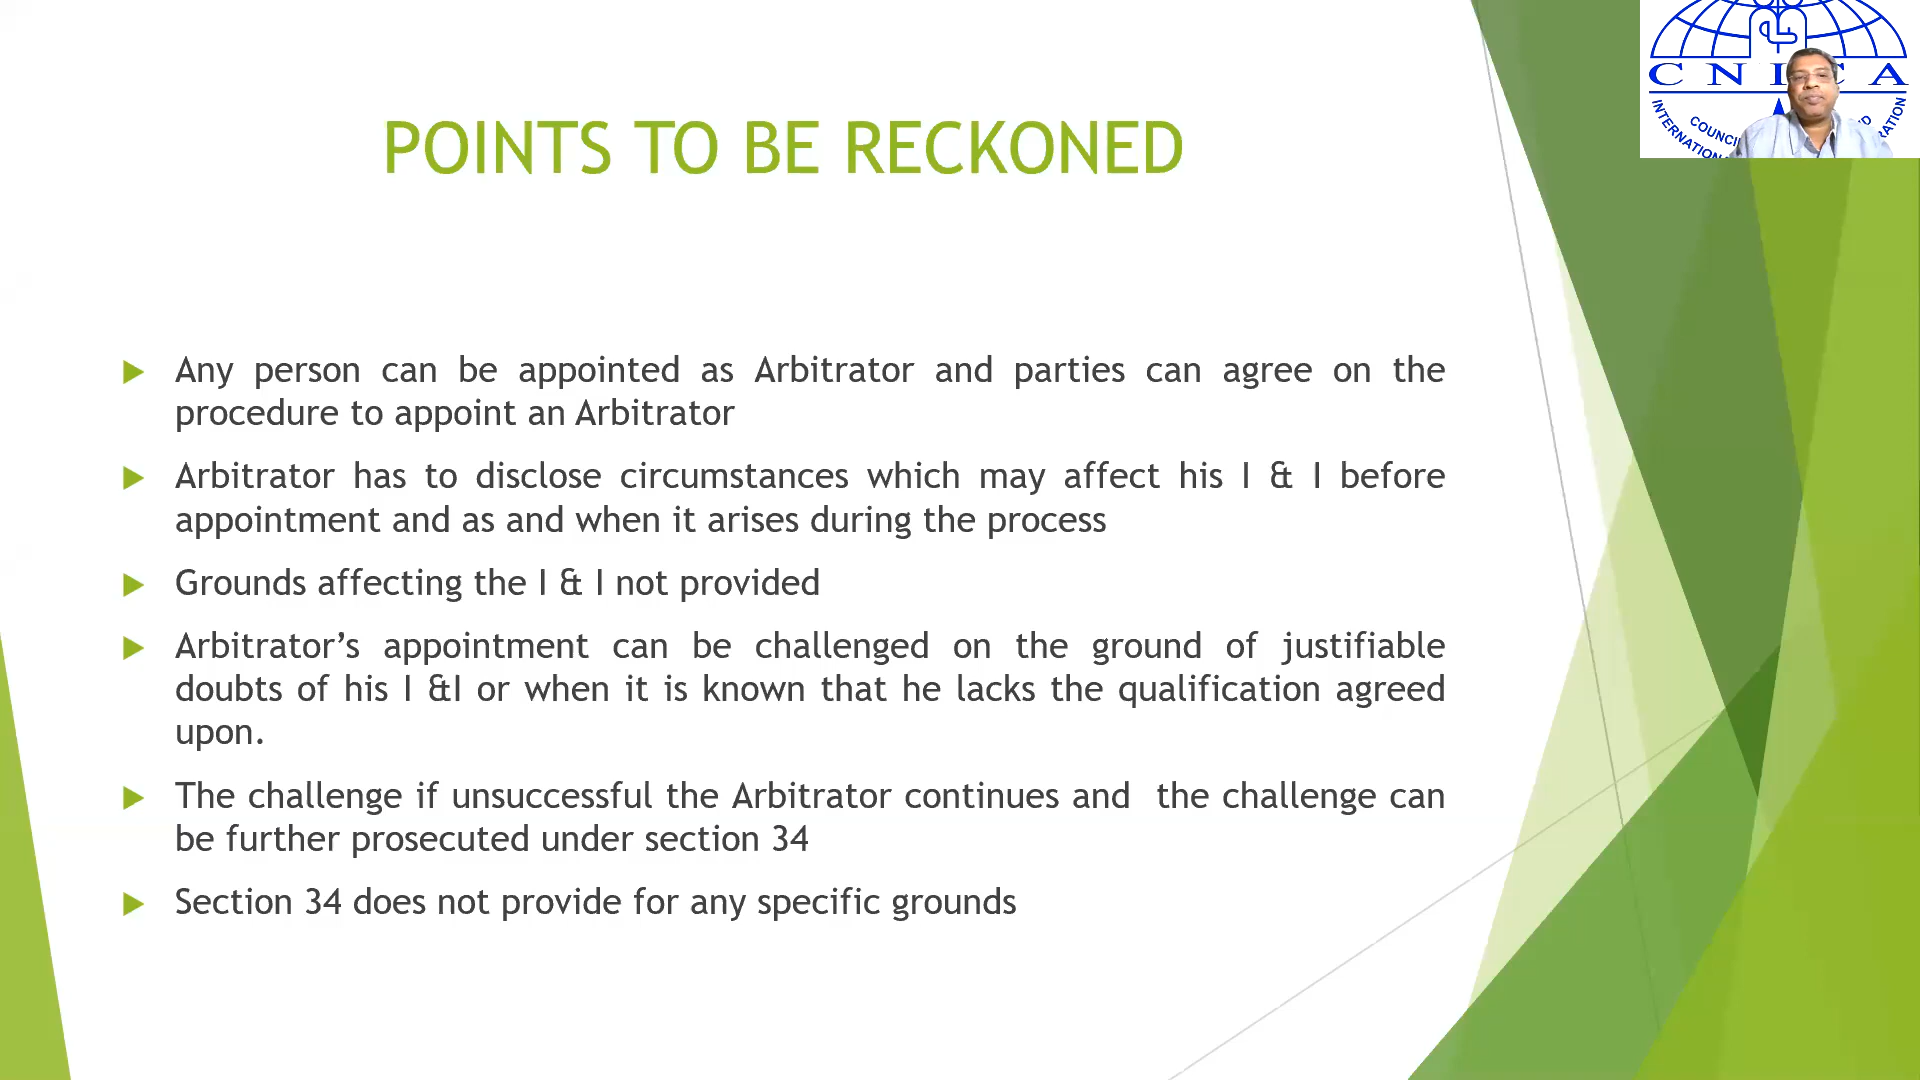 POINTS TO BE RECKONED
Any person can be appointed as Arbitrator and parties can agree on the
procedure to appoint an Arbitrator
Arbitrator has to disclose circumstances which may affect his I & I before
appointment and as and when it arises during the process
Grounds affecting the I & I not provided
Arbitrator’s appointment can be challenged on the ground of justifiable
doubts of his I &I or when it is known that he lacks the qualification agreed
upon.
The challenge if unsuccessful the Arbitrator continues and  the challenge can
be further prosecuted under section 34
Section 34 does not provide for any specific grounds
C N I C A